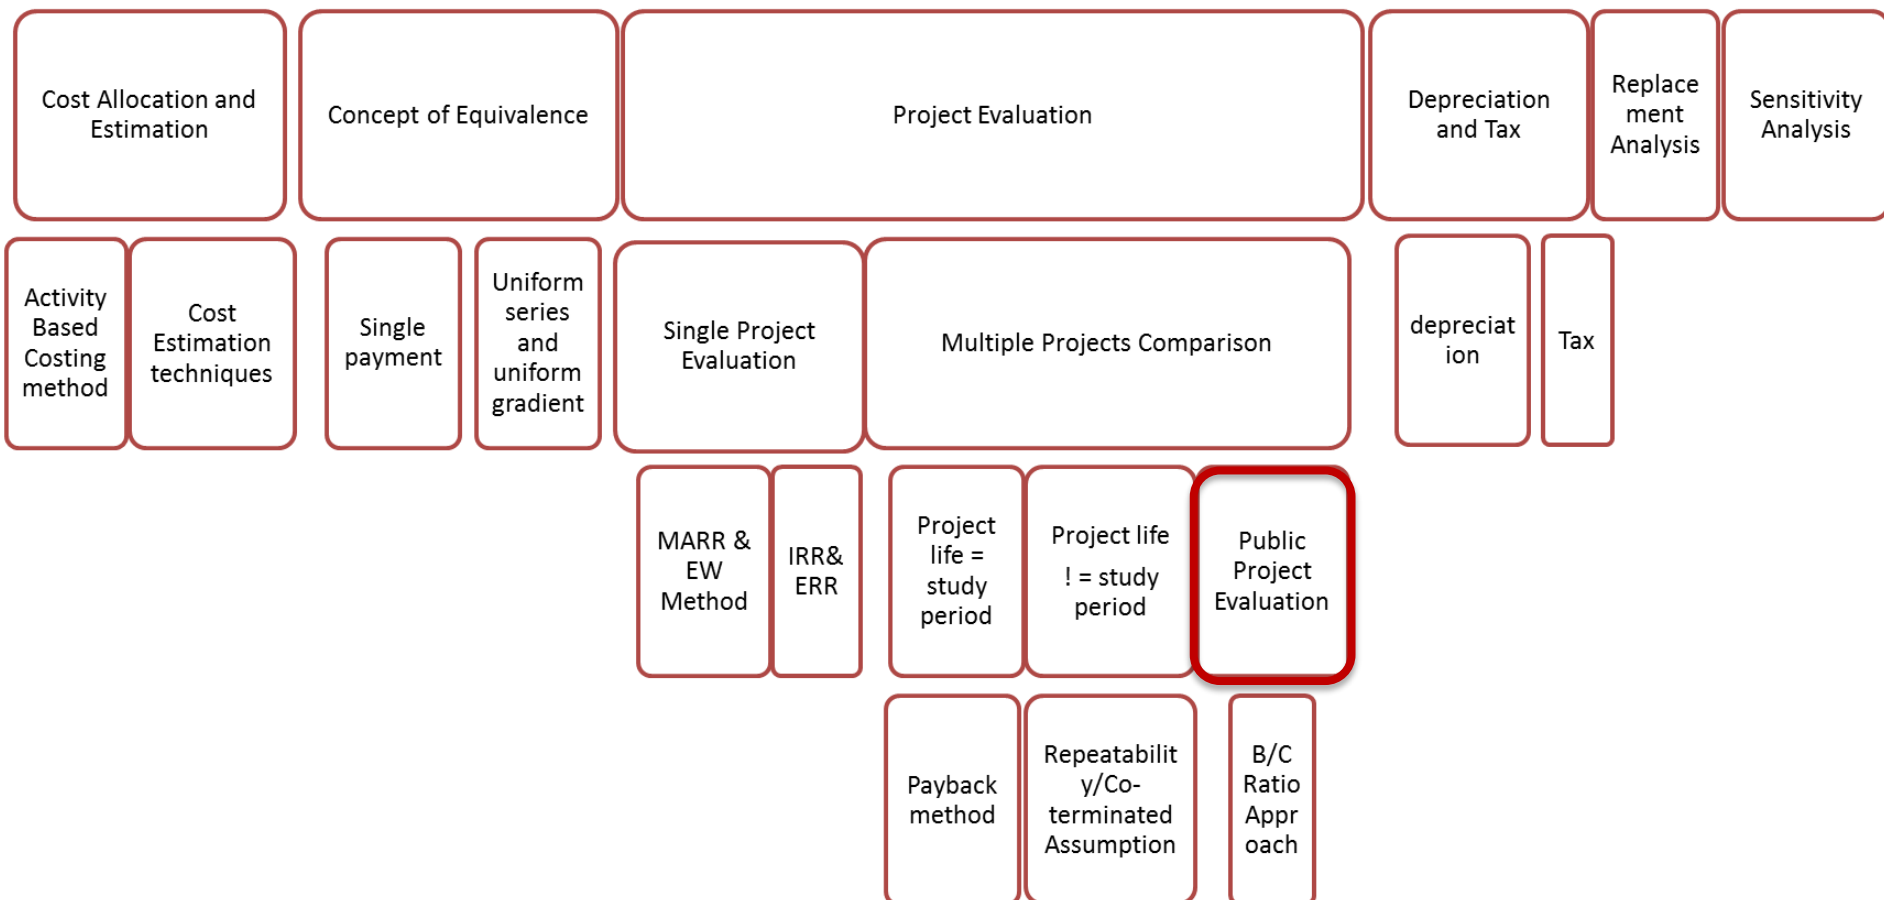 Cost Allocation and
Estimation
Concept of Equivalence
Project Evaluation
Depreciation
and Tax
Replace
ment
Analysis
Sensitivity
Analysis
Activity
Based
Costing
method
Cost
Estimation
techniques
Single
payment
Uniform
series
and
uniform
gradient
Single Project
Evaluation
Multiple Projects Comparison
depreciat
ion
Tax
MARR &
EW
Method
IRR&
ERR
Project
life =
study
period
Project life
! = study
period
Public
Project
Evaluation
Payback
method
Repeatabilit
y/Co-
terminated
Assumption
B/C
Ratio
Appr
oach